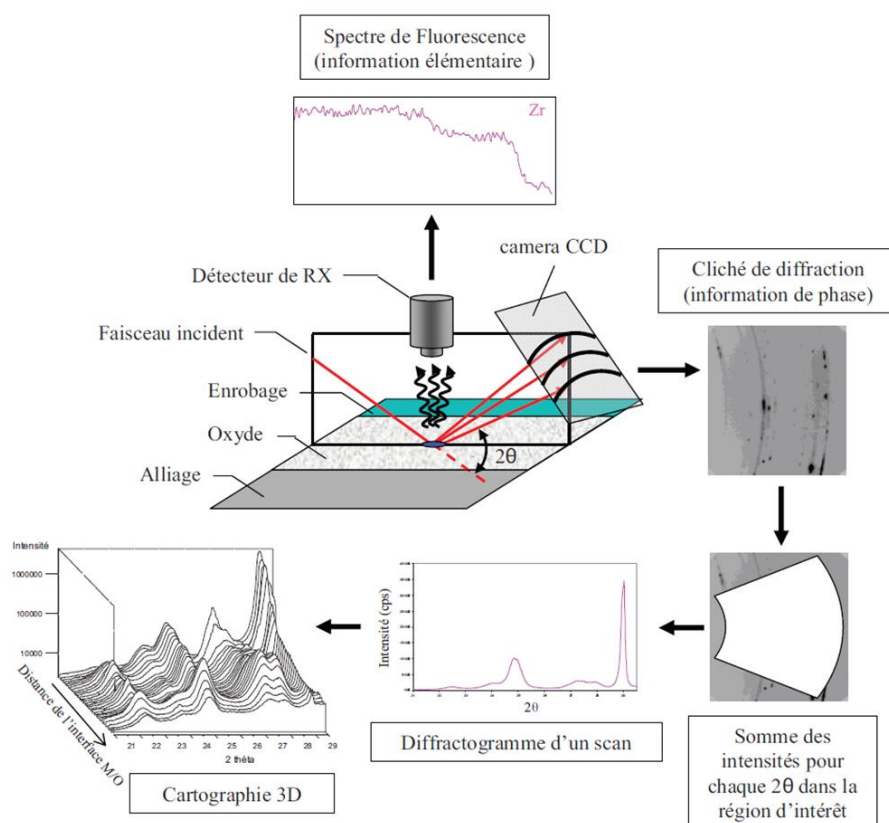 Spectre de Fluorescence
(information élémentaire )
Zr
camera CCD
Détecteur de RX
Cliché de diffraction
(information de phase)
Faisceau incident
Enrobage
Oxyde
2θ
Alliage
Intensité
1000000
100000
10000
Distance de l'interface M/O
21 22 23 24 25 26 27 28 29
2 thêta
Cartographie 3D
Intensité (cps)
2θ
Diffractogramme d'un scan
Somme des
intensités pour
chaque 2θ dans la
région d'intérêt